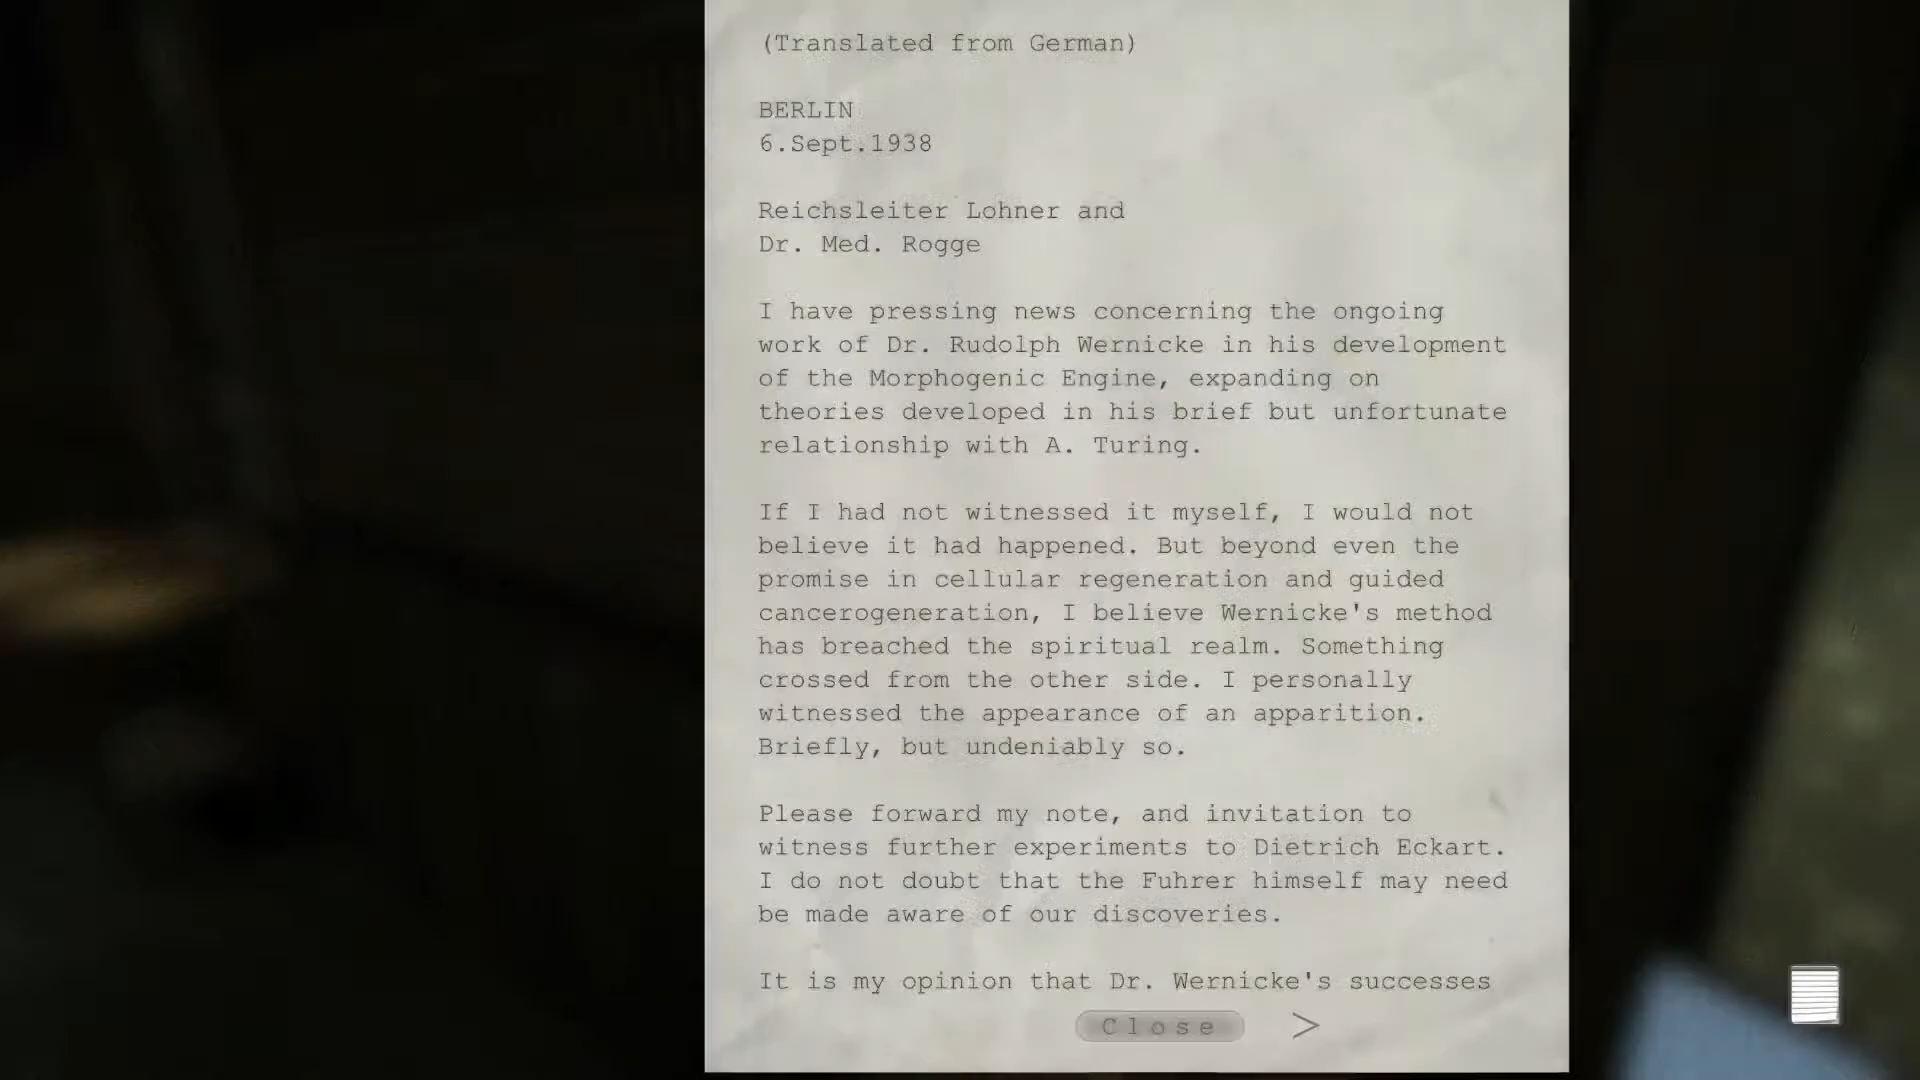 (Translated from German)
BERLIN
6.Sept.1938
Reichsleiter Lohner and
Dr. Med. Rogge
I have pressing news concerning the ongoing
work of Dr. Rudolph Wernicke in his development
of the Morphogenic Engine, expanding on
theories developed in his brief but unfortunate
relationship with A. Turing.
If I had not witnessed it myself, I would not
believe it had happened. But beyond even the
promise in cellular regeneration and guided
cancerogeneration, I believe Wernicke's method
has breached the spiritual realm. Something
crossed from the other side. I personally
witnessed the appearance of an apparition.
Briefly, but undeniably so.
Please forward my note, and invitation to
witness further experiments to Dietrich Eckart.
I do not doubt that the Fuhrer himself may need
be made aware of our discoveries.
It is my opinion that Dr. Wernicke's successes
Close >